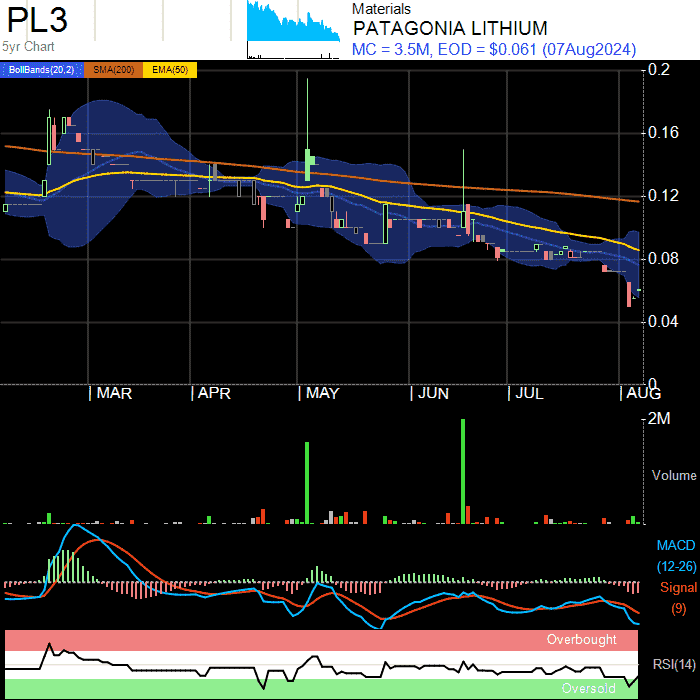 PL3
5yr Chart
Materials
PATAGONIA LITHIUM
MC = 3.5M, EOD = $0.061 (07Aug2024)
BollBands(20,2) SMA(200) EMA(50)
0.2
0.16
0.12
0.08
0.04
0
MAR APR MAY JUN JUL AUG
2M
Volume
MACD
(12-26)
Signal
(9)
Overbought
RSI(14)
Oversold